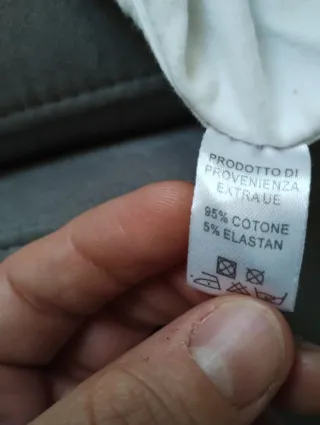 PRODOTTO DI
PROVENIENZA
EXTRA UE
95% COTONE
5% ELASTAN